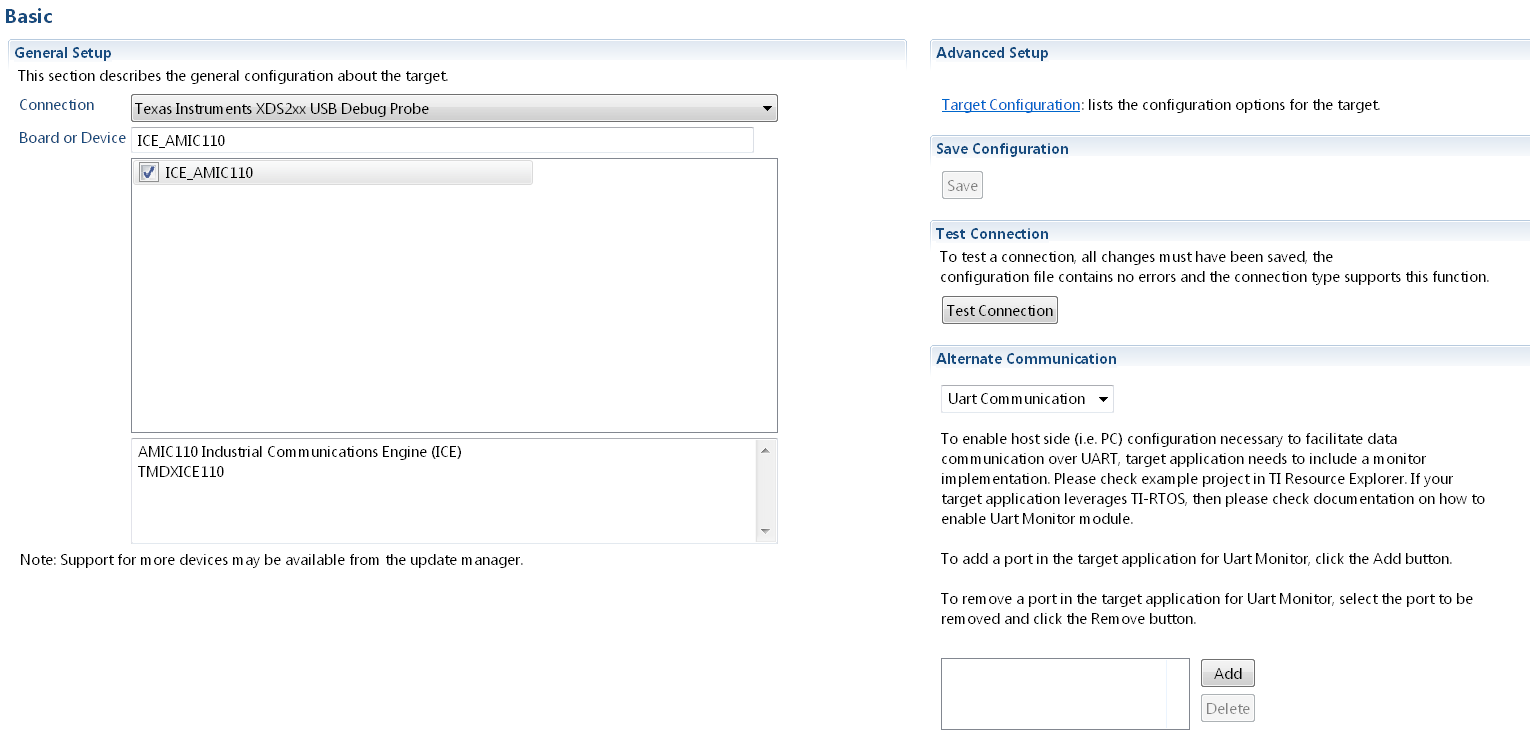 Basic
General Setup
This section describes the general configuration about the target.
Connection
Texas Instruments XDS2xx USB Debug Probe
Board or Device
ICE_AMIC110
ICE_AMIC110
AMIC110 Industrial Communications Engine (ICE)
TMDXICE110
Note: Support for more devices may be available from the update manager.
Advanced Setup
Target Configuration: lists the configuration options for the target.
Save Configuration
Save
Test Connection
To test a connection, all changes must have been saved, the
configuration file contains no errors and the connection type supports this function.
Test Connection
Alternate Communication
Uart Communication
To enable host side (i.e. PC) configuration necessary to facilitate data
communication over UART, target application needs to include a monitor
implementation. Please check example project in TI Resource Explorer. If your
target application leverages TI-RTOS, then please check documentation on how to
enable Uart Monitor module.
To add a port in the target application for Uart Monitor, click the Add button.
To remove a port in the target application for Uart Monitor, select the port to be
removed and click the Remove button.
Add
Delete